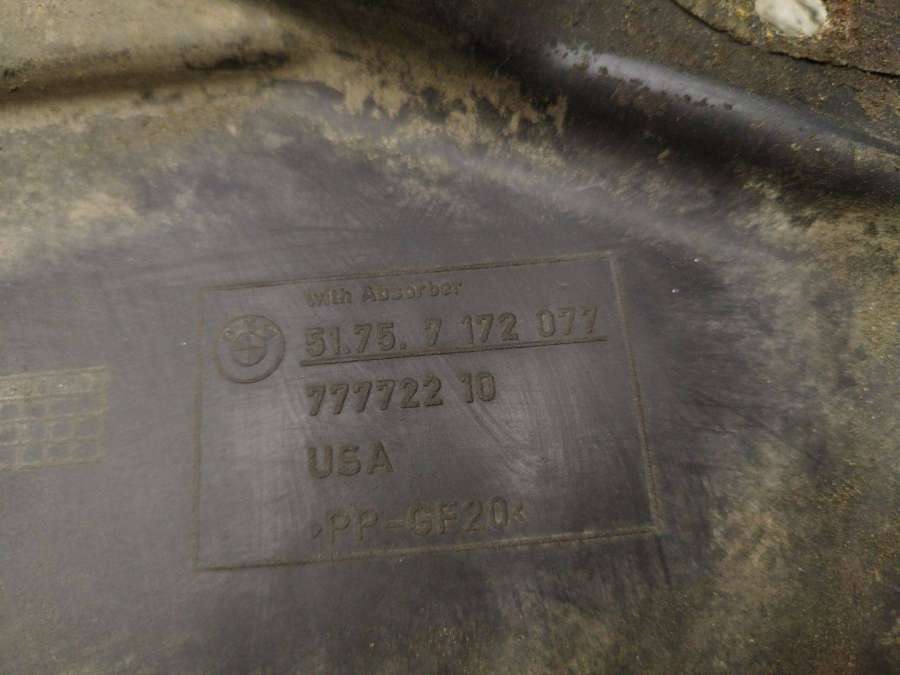 with Absorber
51.75. 7 172 077
777722 10
USA
>PP-GF20<